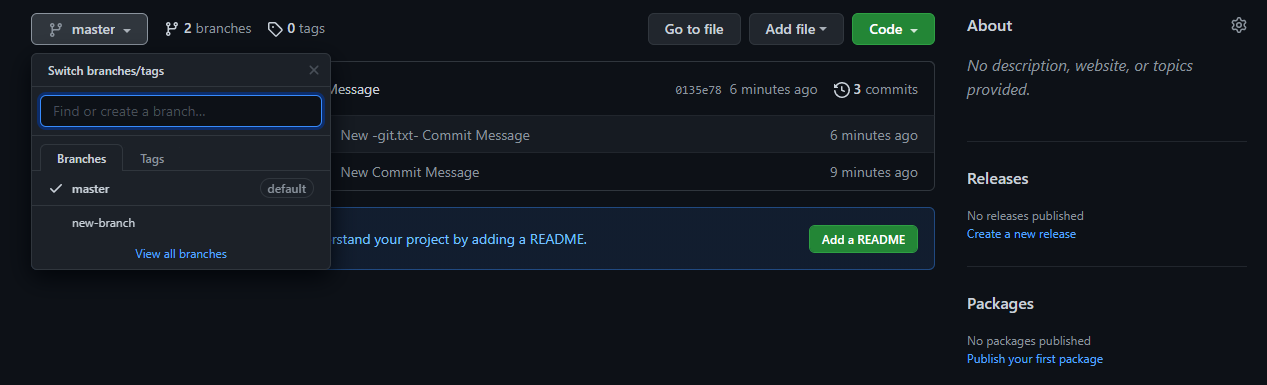 master 2 branches 0 tags Go to file Add file Code
Switch branches/tags
Find or create a branch...
Branches Tags
master default
new-branch
View all branches
Message 0135e78 6 minutes ago 3 commits
New -git.txt- Commit Message 6 minutes ago
New Commit Message 9 minutes ago
your project by adding a README. Add a README
About
No description, website, or topics
provided.
Releases
No releases published
Create a new release
Packages
No packages published
Publish your first package